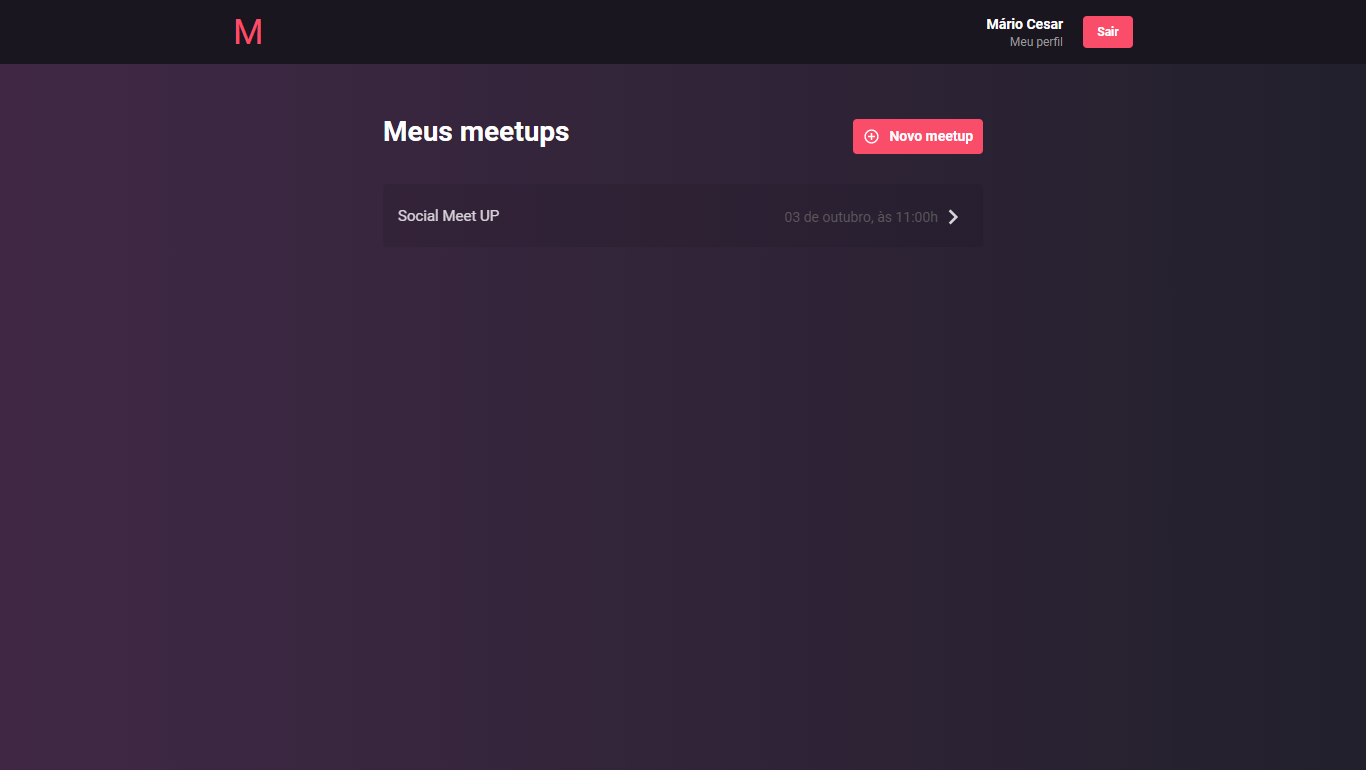 M
Mário Cesar
Meu perfil
Sair
Meus meetups
Novo meetup
Social Meet UP
03 de outubro, às 11:00h